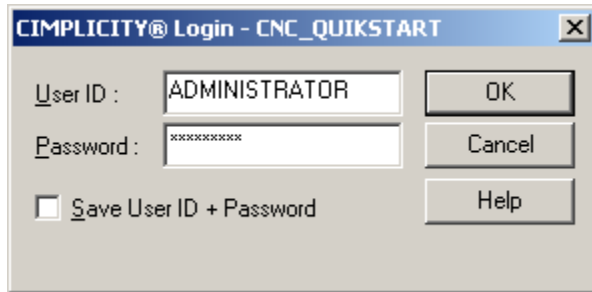 CIMPLICITY® Login - CNC_QUIKSTART
User ID : ADMINISTRATOR OK
Password : ********* Cancel
Save User ID + Password Help